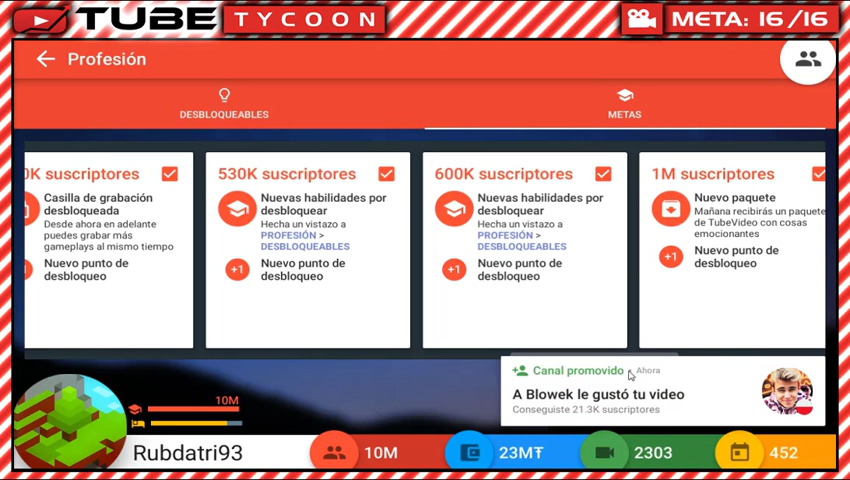 TUBE TYCOON
META: 16/16
Profesión
DESBLOQUEABLES
METAS
0K suscriptores
Casilla de grabación
desbloqueada
Desde ahora en adelante
puedes grabar más
gameplays al mismo tiempo
Nuevo punto de
desbloqueo
530K suscriptores
Nuevas habilidades por
desbloquear
Hecha un vistazo a
PROFESIÓN >
DESBLOQUEABLES
+1
Nuevo punto de
desbloqueo
600K suscriptores
Nuevas habilidades por
desbloquear
Hecha un vistazo a
PROFESIÓN >
DESBLOQUEABLES
+1
Nuevo punto de
desbloqueo
1M suscriptores
Nuevo paquete
Mañana recibirás un paquete
de TubeVideo con cosas
emocionantes
+1
Nuevo punto de
desbloqueo
Canal promovido • Ahora
A Blowek le gustó tu video
Conseguiste 21.3K suscriptores
10M
Rubdatri93
10M
23M₮
2303
452